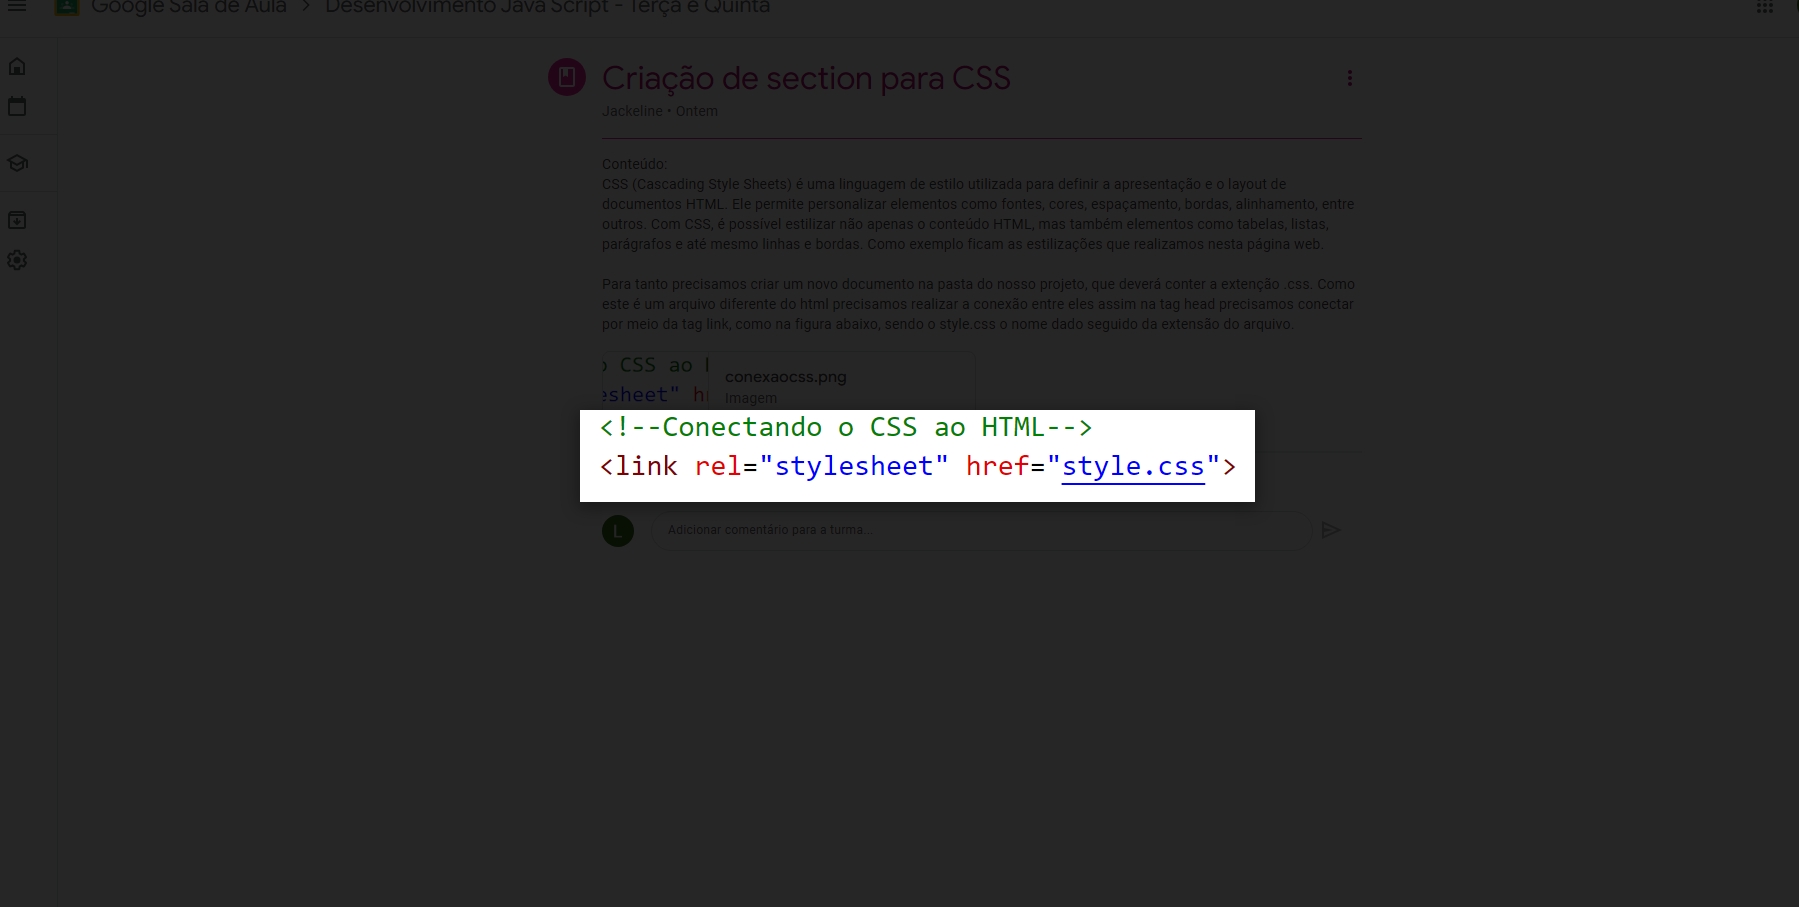 Google Sala de Aula > Desenvolvimento Java Script - Terça e Quinta
Criação de section para CSS
Jackeline • Ontem
Conteúdo:
CSS (Cascading Style Sheets) é uma linguagem de estilo utilizada para definir a apresentação e o layout de
documentos HTML. Ele permite personalizar elementos como fontes, cores, espaçamento, bordas, alinhamento, entre
outros. Com CSS, é possível estilizar não apenas o conteúdo HTML, mas também elementos como tabelas, listas,
parágrafos e até mesmo linhas e bordas. Como exemplo ficam as estilizações que realizamos nesta página web.
Para tanto precisamos criar um novo documento na pasta do nosso projeto, que deverá conter a extenção .css. Como
este é um arquivo diferente do html precisamos realizar a conexão entre eles assim na tag head precisamos conectar
por meio da tag link, como na figura abaixo, sendo o style.css o nome dado seguido da extensão do arquivo.
o CSS ao
esheet" h
conexaocss.png
Imagem
<!--Conectando o CSS ao HTML-->
<link rel="stylesheet" href="style.css">
L
Adicionar comentário para a turma...